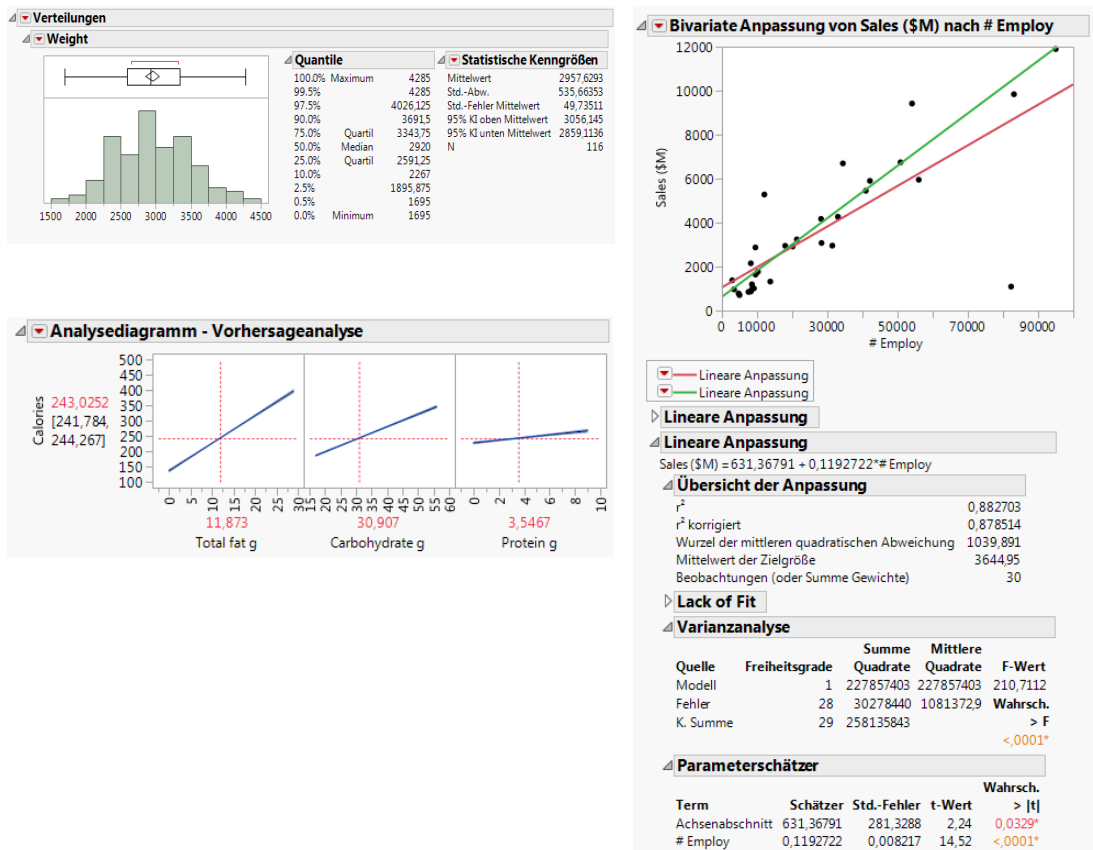 Verteilungen
Weight
1500 2000 2500 3000 3500 4000 4500
Quantile
100.0% Maximum 4285
99.5% 4285
97.5% 4026,125
90.0% 3691,5
75.0% Quartil 3343,75
50.0% Median 2920
25.0% Quartil 2591,25
10.0% 2267
2.5% 1895,875
0.5% 1695
0.0% Minimum 1695
Statistische Kenngrößen
Mittelwert 2957,6293
Std.-Abw. 535,66353
Std.-Fehler Mittelwert 49,73511
95% KI oben Mittelwert 3056,145
95% KI unten Mittelwert 2859,1136
N 116
Analysediagramm - Vorhersageanalyse
Calories
243,0252
[241,784,
244,267]
500
450
400
350
300
250
200
150
100
0 5 10 15 20 25 30
11,873
Total fat g
15 20 25 30 35 40 45 50 55 60
30,907
Carbohydrate g
0 2 4 6 8 10
3,5467
Protein g
Bivariate Anpassung von Sales ($M) nach # Employ
Sales ($M)
12000
10000
8000
6000
4000
2000
0
0 10000 30000 50000 70000 90000
# Employ
Lineare Anpassung
Lineare Anpassung
Lineare Anpassung
Lineare Anpassung
Sales ($M) = 631,36791 + 0,1192722*# Employ
Übersicht der Anpassung
r² 0,882703
r² korrigiert 0,878514
Wurzel der mittleren quadratischen Abweichung 1039,891
Mittelwert der Zielgröße 3644,95
Beobachtungen (oder Summe Gewichte) 30
Lack of Fit
Varianzanalyse
Summe Mittlere
Quelle Freiheitsgrade Quadrate Quadrate F-Wert
Modell 1 227857403 227857403 210,7112
Fehler 28 30278440 1081372,9 Wahrsch.
K. Summe 29 258135843 > F
<,0001*
Parameterschätzer
Wahrsch.
Term Schätzer Std.-Fehler t-Wert > |t|
Achsenabschnitt 631,36791 281,3288 2,24 0,0329*
# Employ 0,1192722 0,008217 14,52 <,0001*